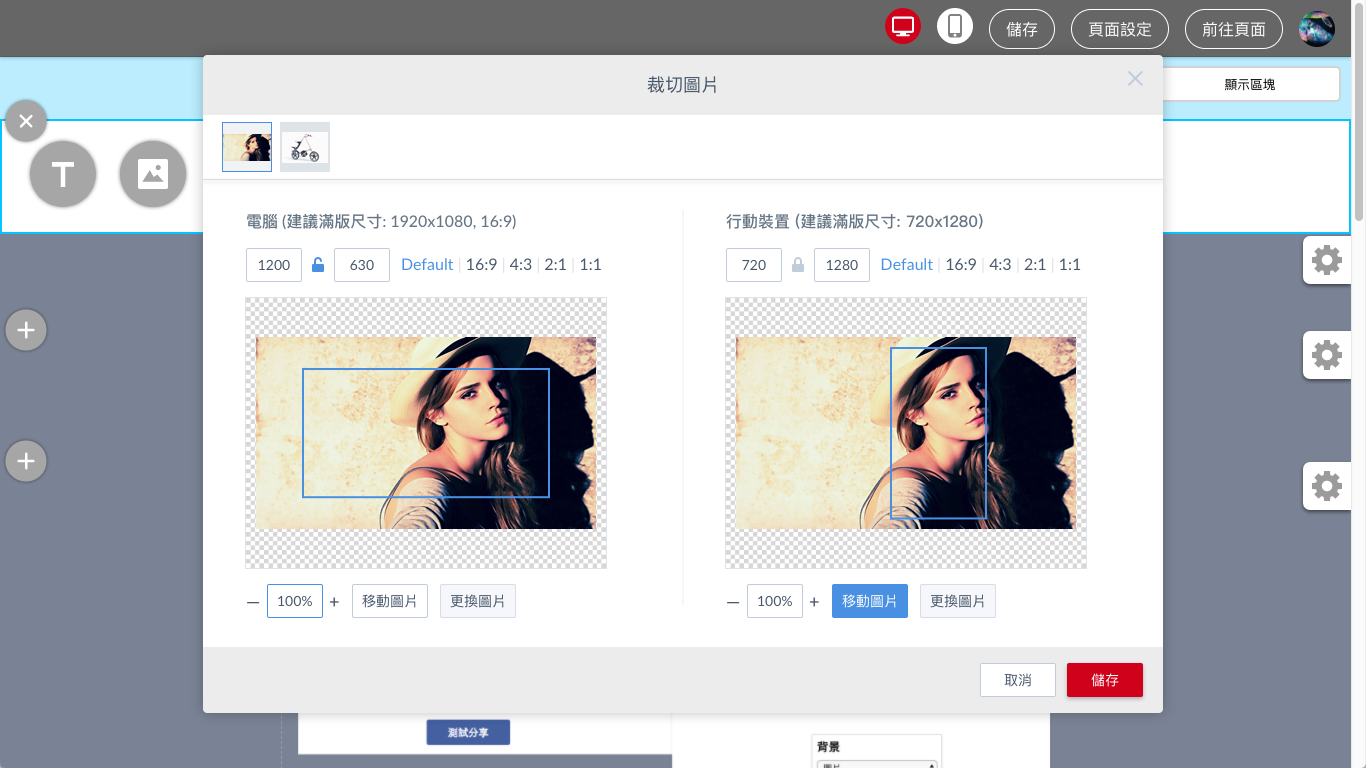 儲存
頁面設定
前往頁面
顯示區塊
裁切圖片
T
電腦 (建議滿版尺寸: 1920x1080, 16:9)
1200 630 Default | 16:9 | 4:3 | 2:1 | 1:1
行動裝置 (建議滿版尺寸: 720x1280)
720 1280 Default | 16:9 | 4:3 | 2:1 | 1:1
– 100% + 移動圖片 更換圖片
– 100% + 移動圖片 更換圖片
取消
儲存
測試分享
背景
圖片